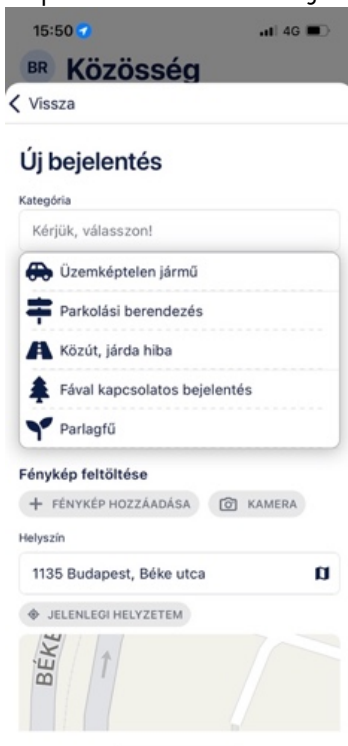 15:50
4G
BR Közösség
Vissza
Új bejelentés
Kategória
Kérjük, válasszon!
Üzemképtelen jármű
Parkolási berendezés
Közút, járda hiba
Fával kapcsolatos bejelentés
Parlagfű
Fénykép feltöltése
+ FÉNYKÉP HOZZÁADÁSA
KAMERA
Helyszín
1135 Budapest, Béke utca
JELENLEGI HELYZETEM
BÉKE